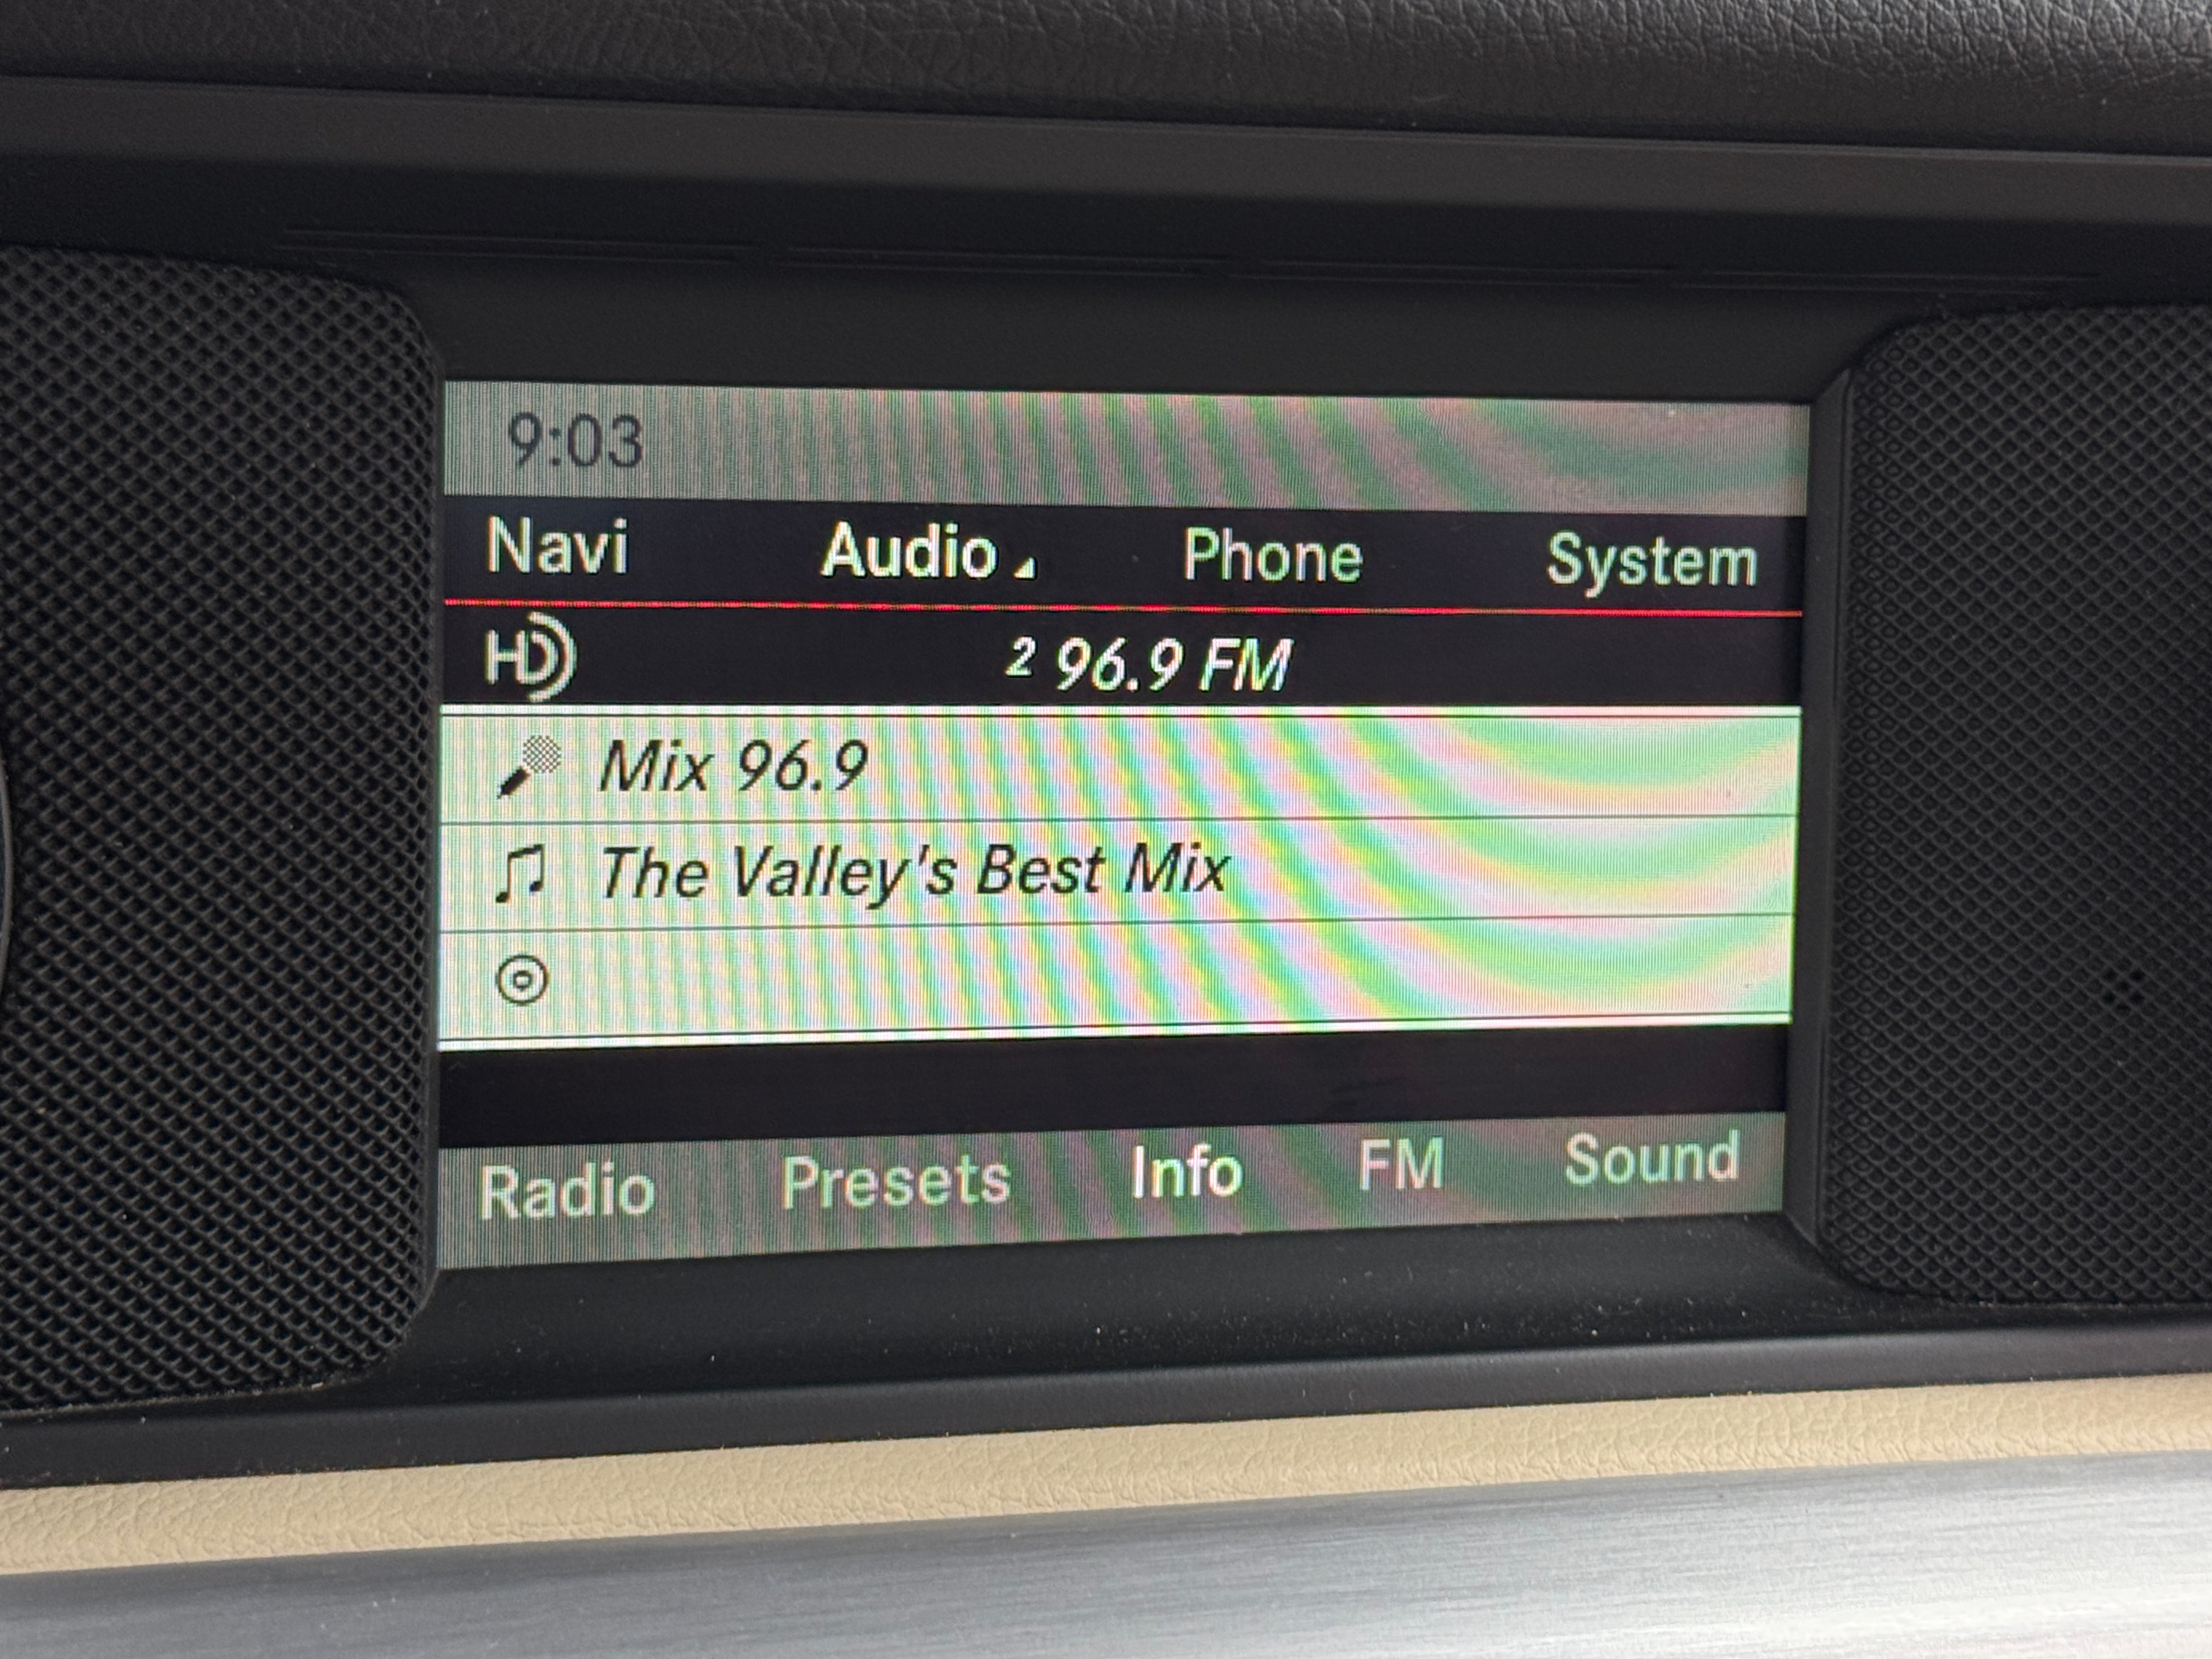 9:03
Navi Audio Phone System
HD 2 96.9 FM
Mix 96.9
The Valley's Best Mix
Radio Presets Info FM Sound